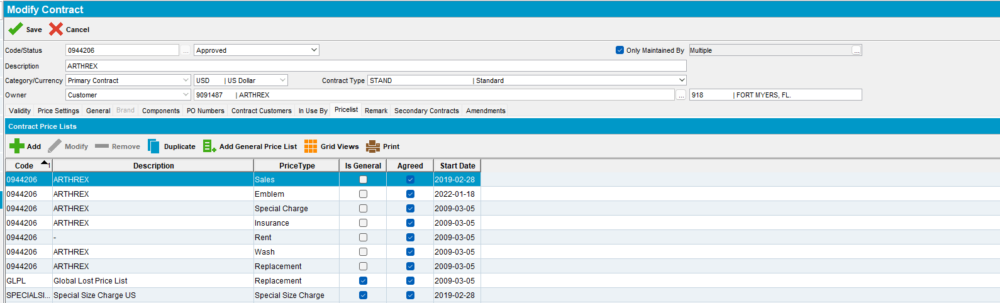 Modify Contract
Save Cancel
Code/Status 0944206 ... Approved Only Maintained By Multiple ...
Description ARTHREX
Category/Currency Primary Contract USD | US Dollar Contract Type STAND | Standard
Owner Customer 9091487 | ARTHREX ... 918 | FORT MYERS, FL.
Validity Price Settings General Brand Components PO Numbers Contract Customers In Use By Pricelist Remark Secondary Contracts Amendments
Contract Price Lists
Add Modify Remove Duplicate Add General Price List Grid Views Print
Code 1 Description PriceType Is General Agreed Start Date
0944206 ARTHREX Sales 2019-02-28
0944206 ARTHREX Emblem 2022-01-18
0944206 ARTHREX Special Charge 2009-03-05
0944206 ARTHREX Insurance 2009-03-05
0944206 - Rent 2009-03-05
0944206 ARTHREX Wash 2009-03-05
0944206 ARTHREX Replacement 2009-03-05
GLPL Global Lost Price List Replacement 2009-03-05
SPECIALSI... Special Size Charge US Special Size Charge 2019-02-28